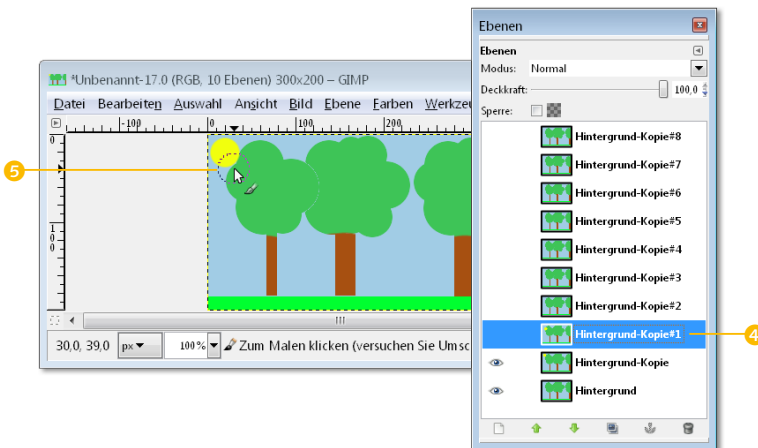 Ebenen
Ebenen
Modus: Normal
Deckkraft: 100,0
Sperre:
Hintergrund-Kopie#8
Hintergrund-Kopie#7
Hintergrund-Kopie#6
Hintergrund-Kopie#5
Hintergrund-Kopie#4
Hintergrund-Kopie#3
Hintergrund-Kopie#2
Hintergrund-Kopie#1
Hintergrund-Kopie
Hintergrund
4
*Unbenannt-17.0 (RGB, 10 Ebenen) 300x200 – GIMP
Datei Bearbeiten Auswahl Ansicht Bild Ebene Farben Werkzeu
-100 0 100 200
0
100
5
30,0, 39,0 px 100% Zum Malen klicken (versuchen Sie Umsc